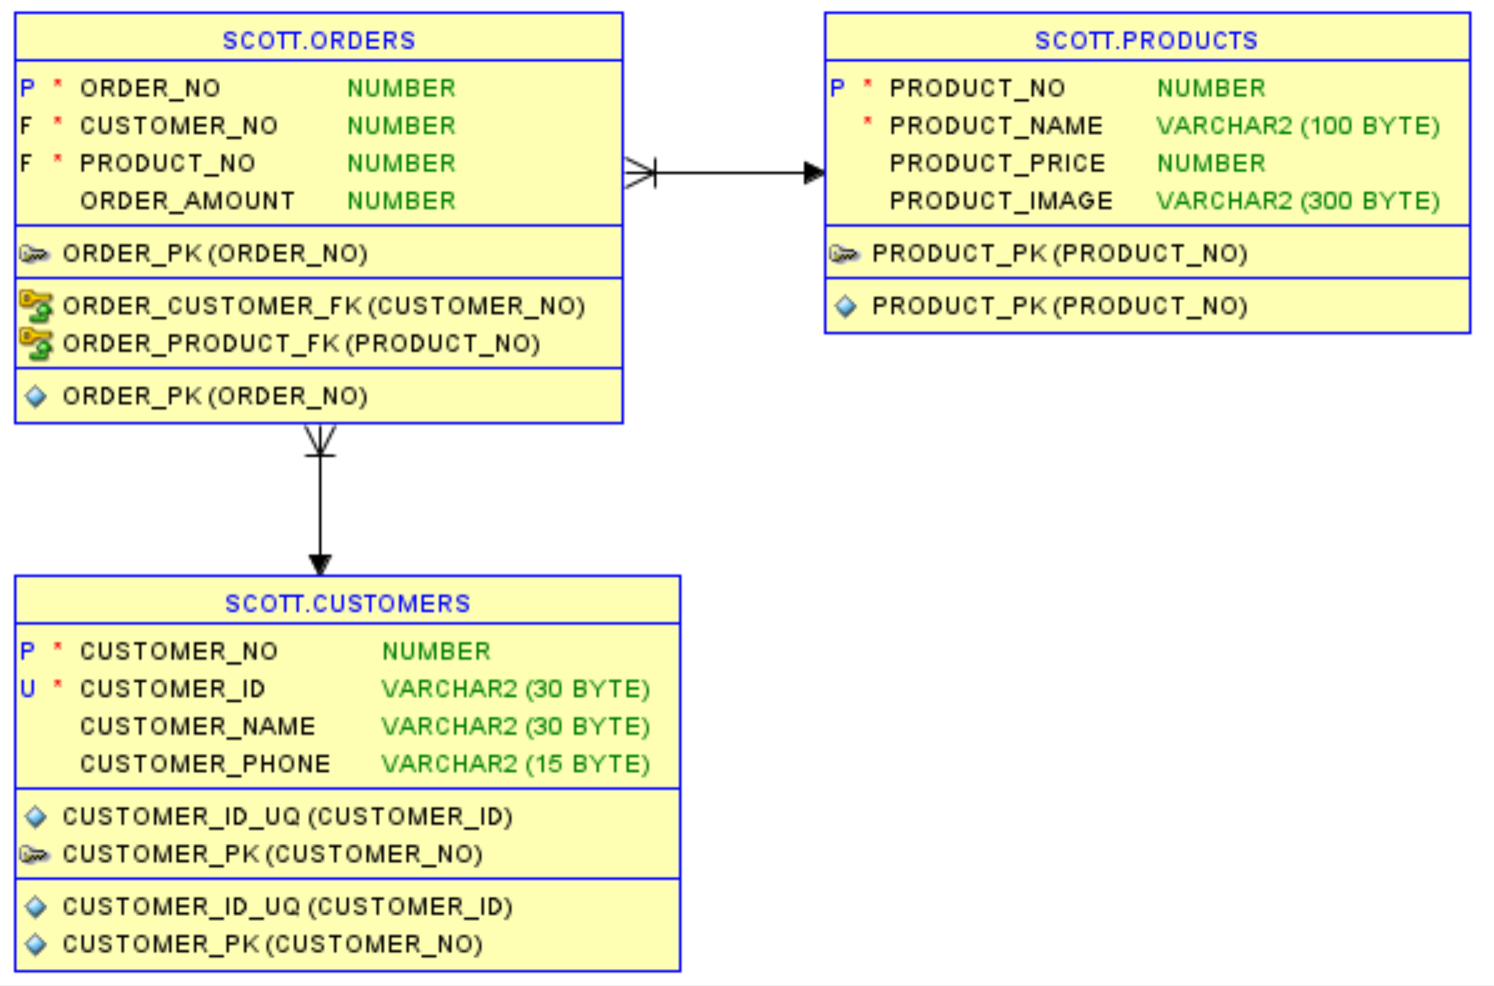 SCOTT.ORDERS
P * ORDER_NO NUMBER
F * CUSTOMER_NO NUMBER
F * PRODUCT_NO NUMBER
ORDER_AMOUNT NUMBER
ORDER_PK (ORDER_NO)
ORDER_CUSTOMER_FK (CUSTOMER_NO)
ORDER_PRODUCT_FK (PRODUCT_NO)
ORDER_PK (ORDER_NO)
SCOTT.PRODUCTS
P * PRODUCT_NO NUMBER
* PRODUCT_NAME VARCHAR2 (100 BYTE)
PRODUCT_PRICE NUMBER
PRODUCT_IMAGE VARCHAR2 (300 BYTE)
PRODUCT_PK (PRODUCT_NO)
PRODUCT_PK (PRODUCT_NO)
SCOTT.CUSTOMERS
P * CUSTOMER_NO NUMBER
U * CUSTOMER_ID VARCHAR2 (30 BYTE)
CUSTOMER_NAME VARCHAR2 (30 BYTE)
CUSTOMER_PHONE VARCHAR2 (15 BYTE)
CUSTOMER_ID_UQ (CUSTOMER_ID)
CUSTOMER_PK (CUSTOMER_NO)
CUSTOMER_ID_UQ (CUSTOMER_ID)
CUSTOMER_PK (CUSTOMER_NO)